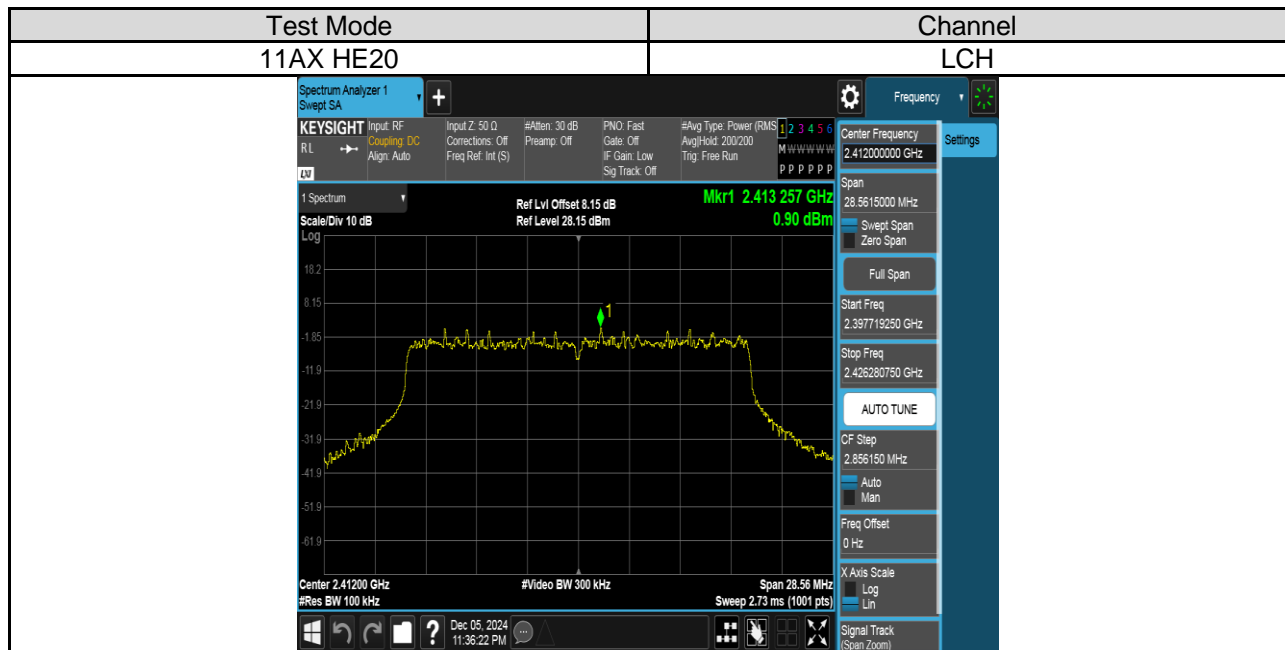 Test Mode
Channel
11AX HE20
LCH
Spectrum Analyzer 1
Swept SA
Frequency
KEYSIGHT
RL
LXI
Input: RF
Coupling: DC
Align: Auto
Input Z: 50 Ω
Corrections: Off
Freq Ref: Int (S)
#Atten: 30 dB
Preamp: Off
PNO: Fast
Gate: Off
IF Gain: Low
Sig Track: Off
#Avg Type: Power (RMS
Avg|Hold: 200/200
Trig: Free Run
1 2 3 4 5 6
M W W W W W
P P P P P P
1 Spectrum
Scale/Div 10 dB
Ref Lvl Offset 8.15 dB
Ref Level 28.15 dBm
Mkr1 2.413 257 GHz
0.90 dBm
Log
18.2
8.15
-1.85
-11.9
-21.9
-31.9
-41.9
-51.9
-61.9
1
Center 2.41200 GHz
#Res BW 100 kHz
#Video BW 300 kHz
Span 28.56 MHz
Sweep 2.73 ms (1001 pts)
Dec 05, 2024
11:36:22 PM
Center Frequency
2.412000000 GHz
Span
28.5615000 MHz
Swept Span
Zero Span
Full Span
Start Freq
2.397719250 GHz
Stop Freq
2.426280750 GHz
AUTO TUNE
CF Step
2.856150 MHz
Auto
Man
Freq Offset
0 Hz
X Axis Scale
Log
Lin
Signal Track
(Span Zoom)
Settings